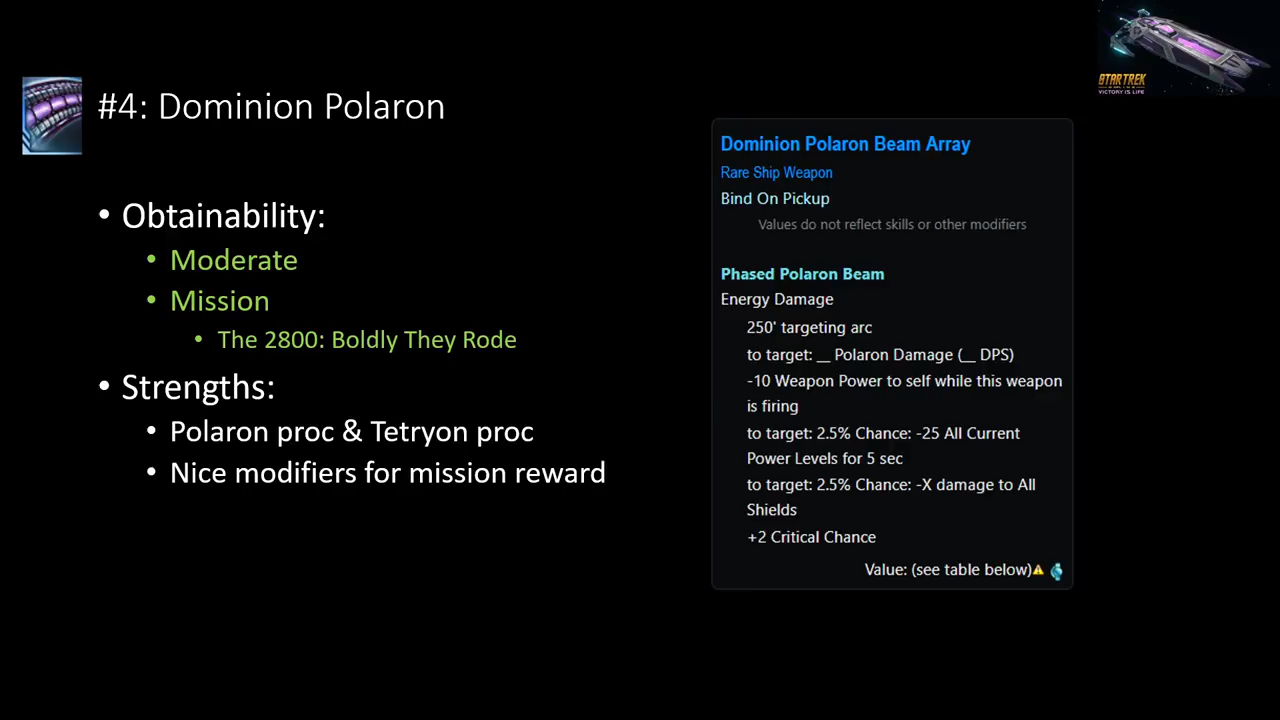 STAR TREK
VICTORY IS LIFE
#4: Dominion Polaron
• Obtainability:
• Moderate
• Mission
• The 2800: Boldly They Rode
• Strengths:
• Polaron proc & Tetryon proc
• Nice modifiers for mission reward
Dominion Polaron Beam Array
Rare Ship Weapon
Bind On Pickup
Values do not reflect skills or other modifiers
Phased Polaron Beam
Energy Damage
250' targeting arc
to target: __ Polaron Damage (__ DPS)
-10 Weapon Power to self while this weapon
is firing
to target: 2.5% Chance: -25 All Current
Power Levels for 5 sec
to target: 2.5% Chance: -X damage to All
Shields
+2 Critical Chance
Value: (see table below)